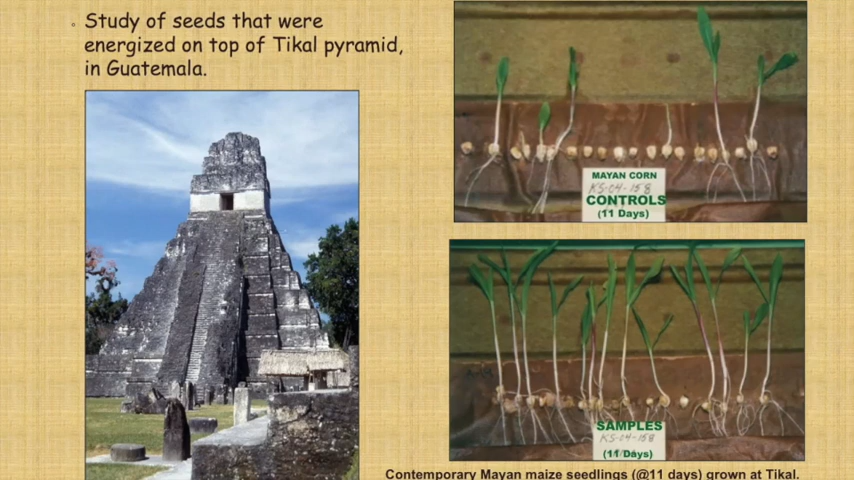 Study of seeds that were
energized on top of Tikal pyramid,
in Guatemala.
MAYAN CORN
KS-04-158
CONTROLS
(11 Days)
SAMPLES
KS-04-158
(11 Days)
Contemporary Mayan maize seedlings (@11 days) grown at Tikal.